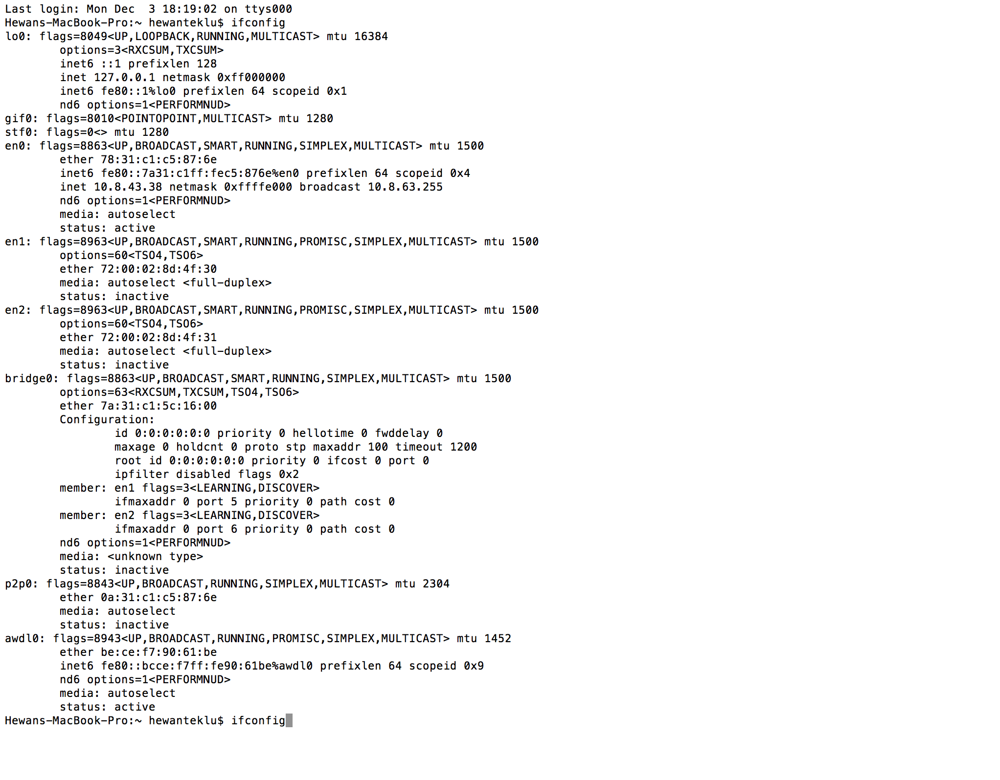 Last login: Mon Dec  3 18:19:02 on ttys000
Hewans-MacBook-Pro:~ hewanteklu$ ifconfig
lo0: flags=8049<UP,LOOPBACK,RUNNING,MULTICAST> mtu 16384
        options=3<RXCSUM,TXCSUM>
        inet6 ::1 prefixlen 128
        inet 127.0.0.1 netmask 0xff000000
        inet6 fe80::1%lo0 prefixlen 64 scopeid 0x1
        nd6 options=1<PERFORMNUD>
gif0: flags=8010<POINTOPOINT,MULTICAST> mtu 1280
stf0: flags=0<> mtu 1280
en0: flags=8863<UP,BROADCAST,SMART,RUNNING,SIMPLEX,MULTICAST> mtu 1500
        ether 78:31:c1:c5:87:6e
        inet6 fe80::7a31:c1ff:fec5:876e%en0 prefixlen 64 scopeid 0x4
        inet 10.8.43.38 netmask 0xffffe000 broadcast 10.8.63.255
        nd6 options=1<PERFORMNUD>
        media: autoselect
        status: active
en1: flags=8963<UP,BROADCAST,SMART,RUNNING,PROMISC,SIMPLEX,MULTICAST> mtu 1500
        options=60<TSO4,TSO6>
        ether 72:00:02:8d:4f:30
        media: autoselect <full-duplex>
        status: inactive
en2: flags=8963<UP,BROADCAST,SMART,RUNNING,PROMISC,SIMPLEX,MULTICAST> mtu 1500
        options=60<TSO4,TSO6>
        ether 72:00:02:8d:4f:31
        media: autoselect <full-duplex>
        status: inactive
bridge0: flags=8863<UP,BROADCAST,SMART,RUNNING,SIMPLEX,MULTICAST> mtu 1500
        options=63<RXCSUM,TXCSUM,TSO4,TSO6>
        ether 7a:31:c1:5c:16:00
        Configuration:
                id 0:0:0:0:0:0 priority 0 hellotime 0 fwddelay 0
                maxage 0 holdcnt 0 proto stp maxaddr 100 timeout 1200
                root id 0:0:0:0:0:0 priority 0 ifcost 0 port 0
                ipfilter disabled flags 0x2
        member: en1 flags=3<LEARNING,DISCOVER>
                ifmaxaddr 0 port 5 priority 0 path cost 0
        member: en2 flags=3<LEARNING,DISCOVER>
                ifmaxaddr 0 port 6 priority 0 path cost 0
        nd6 options=1<PERFORMNUD>
        media: <unknown type>
        status: inactive
p2p0: flags=8843<UP,BROADCAST,RUNNING,SIMPLEX,MULTICAST> mtu 2304
        ether 0a:31:c1:c5:87:6e
        media: autoselect
        status: inactive
awdl0: flags=8943<UP,BROADCAST,RUNNING,PROMISC,SIMPLEX,MULTICAST> mtu 1452
        ether be:ce:f7:90:61:be
        inet6 fe80::bcce:f7ff:fe90:61be%awdl0 prefixlen 64 scopeid 0x9
        nd6 options=1<PERFORMNUD>
        media: autoselect
        status: active
Hewans-MacBook-Pro:~ hewanteklu$ ifconfig